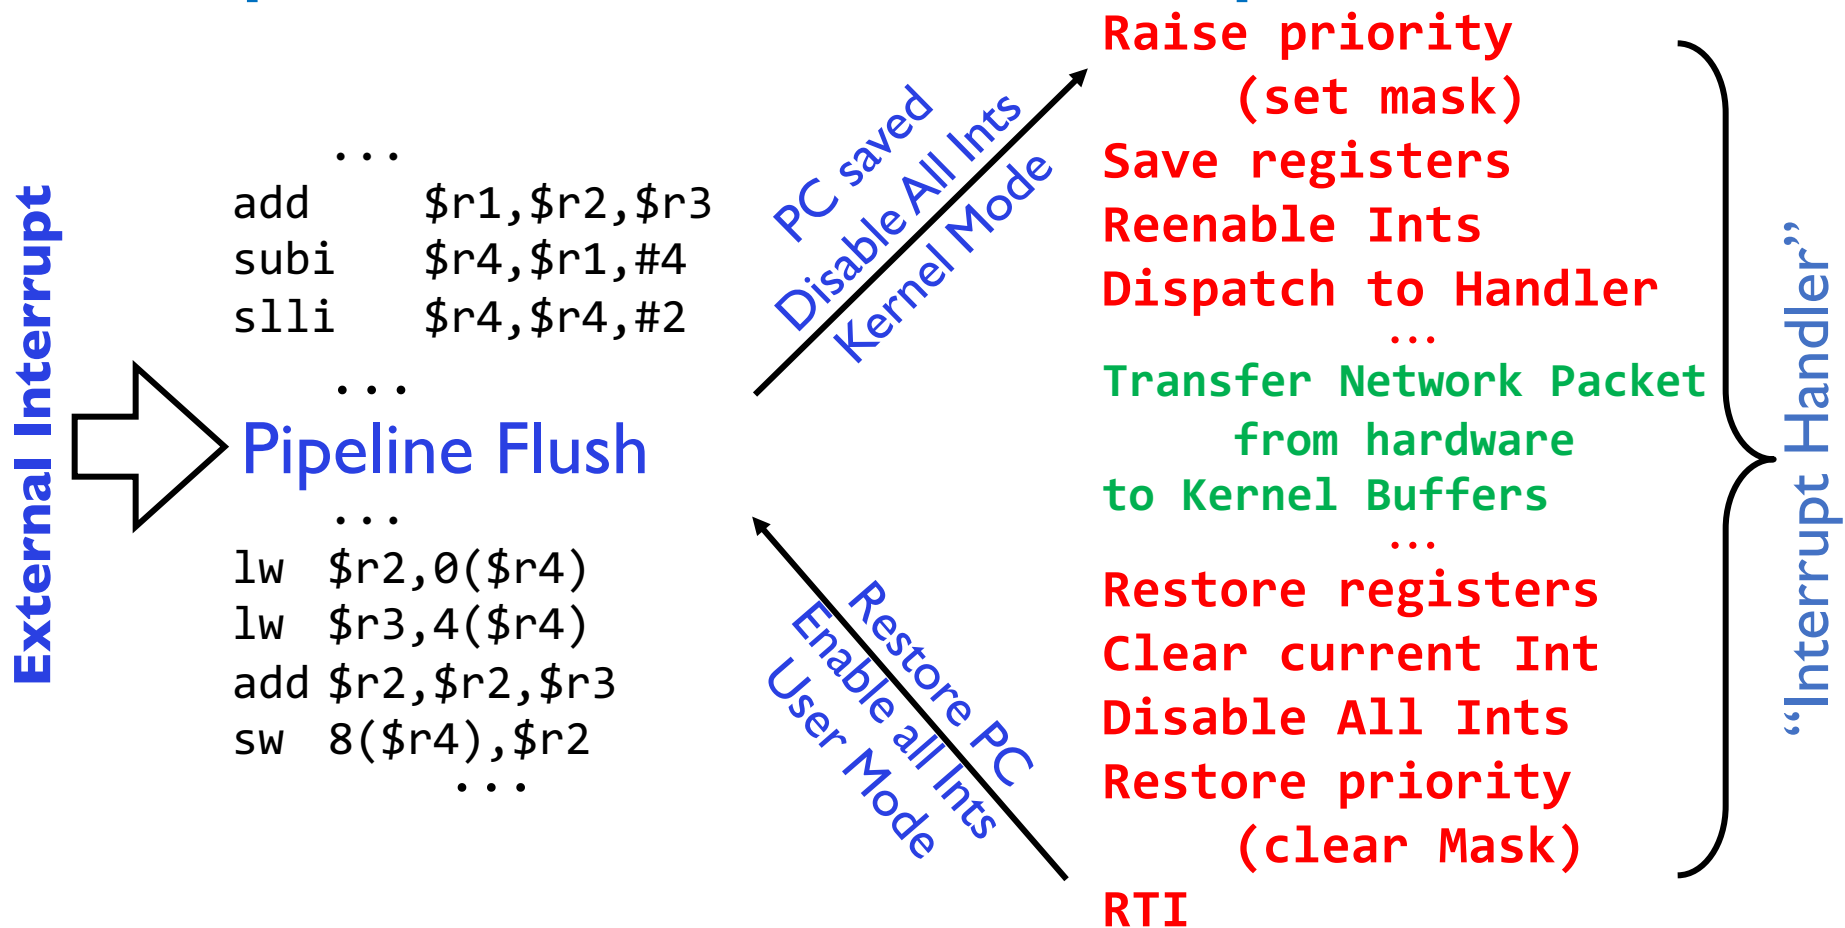 External Interrupt
...
add $r1,$r2,$r3
subi $r4,$r1,#4
slli $r4,$r4,#2
...
Pipeline Flush
...
lw $r2,0($r4)
lw $r3,4($r4)
add $r2,$r2,$r3
sw 8($r4),$r2
...
PC saved
Disable All Ints
Kernel Mode
Restore PC
Enable all Ints
User Mode
Raise priority
(set mask)
Save registers
Reenable Ints
Dispatch to Handler
...
Transfer Network Packet
from hardware
to Kernel Buffers
...
Restore registers
Clear current Int
Disable All Ints
Restore priority
(clear Mask)
RTI
“Interrupt Handler”